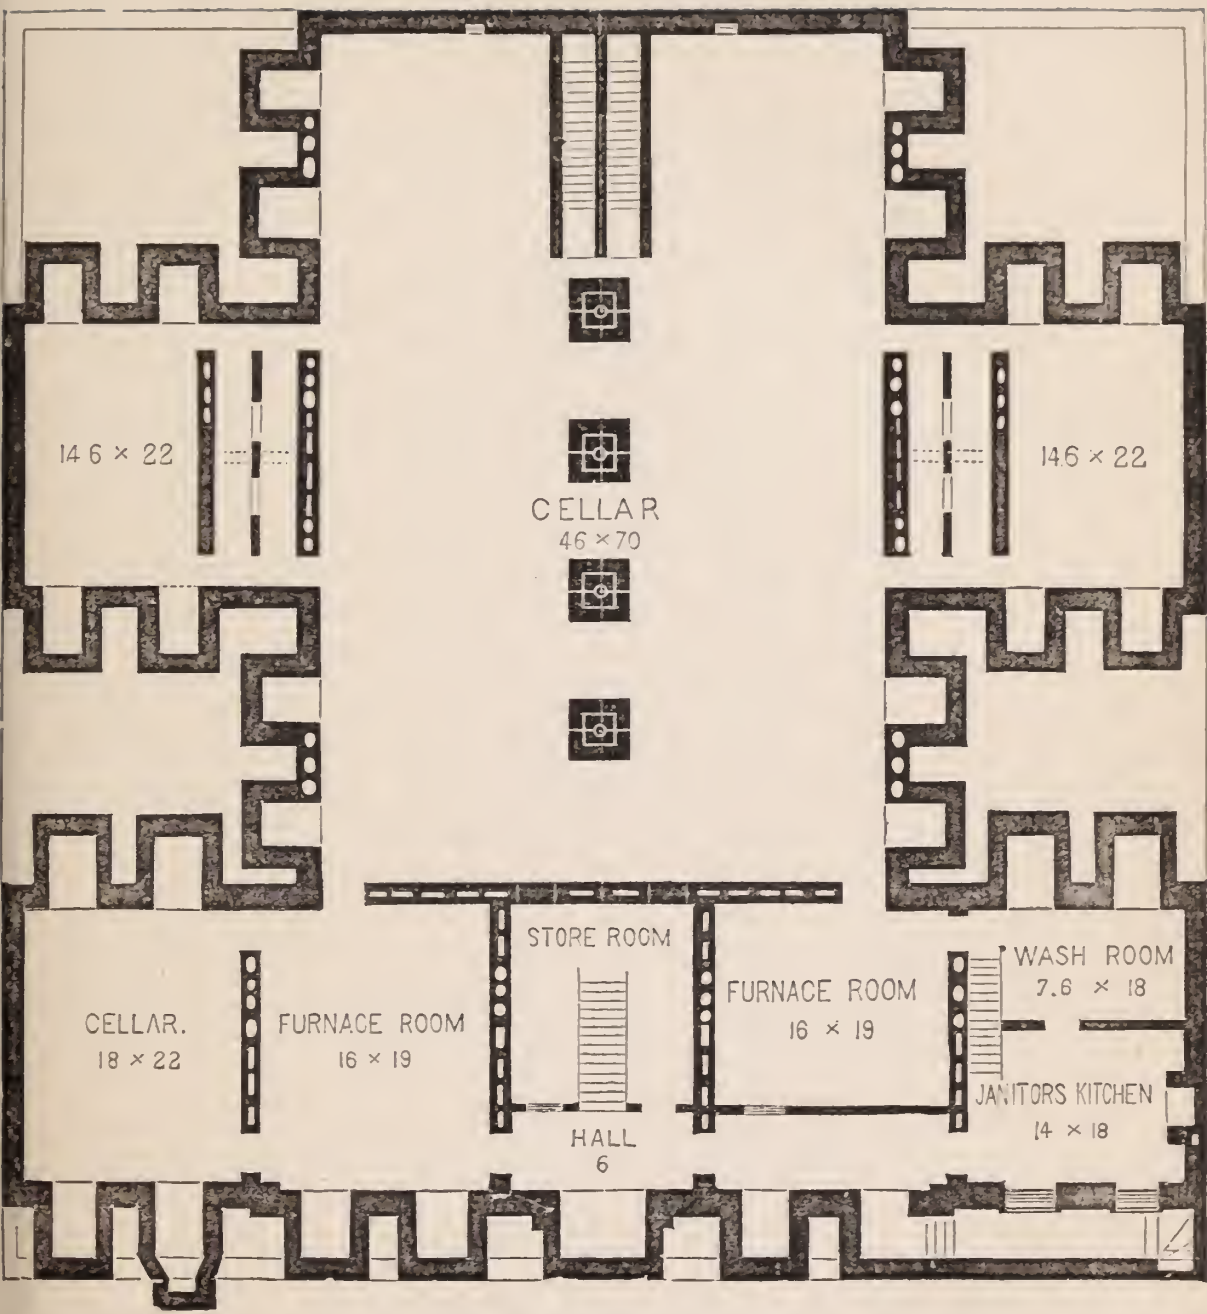 14 6 × 22
14.6 × 22
CELLAR
46 × 70
STORE ROOM
WASH ROOM
7.6 × 18
FURNACE ROOM
16 × 19
CELLAR.
18 × 22
FURNACE ROOM
16 × 19
JANITORS KITCHEN
14 × 18
HALL
6